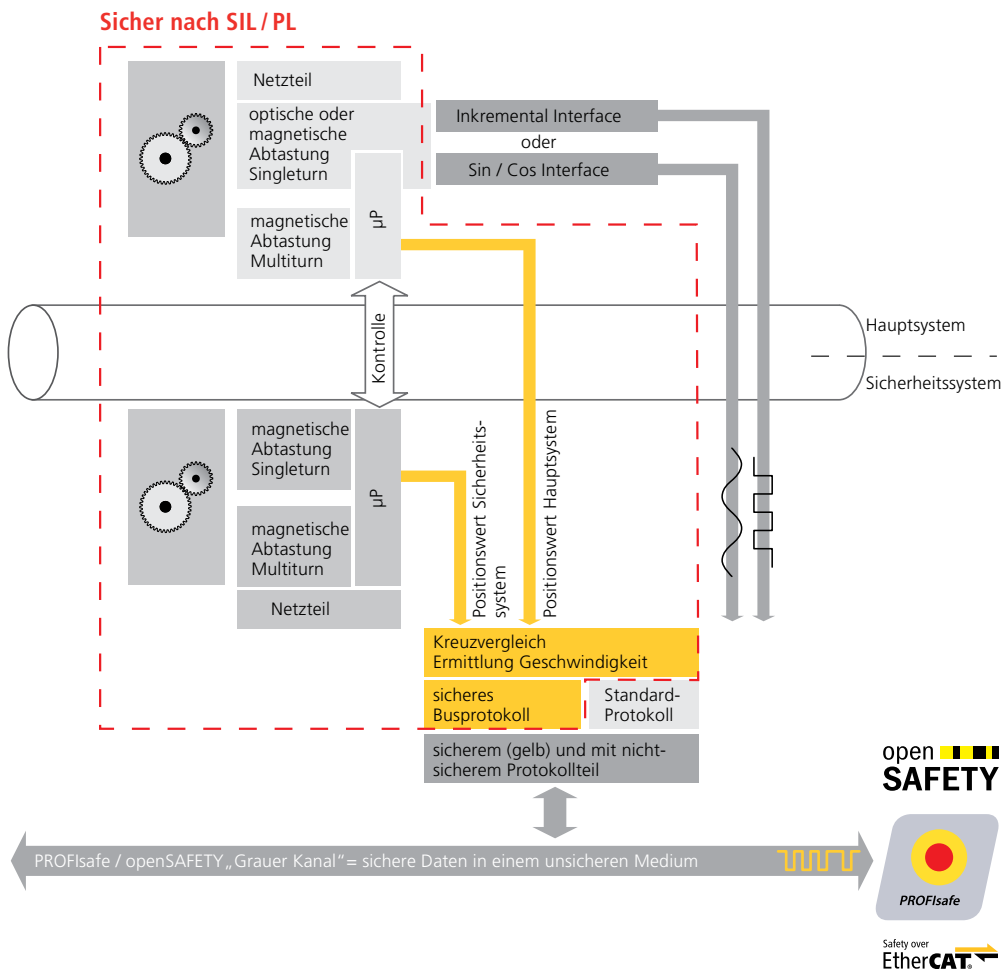 Sicher nach SIL / PL
Netzteil
optische oder
magnetische
Abtastung
Singleturn
µP
magnetische
Abtastung
Multiturn
Inkremental Interface
oder
Sin / Cos Interface
Kontrolle
Hauptsystem
Sicherheitssystem
magnetische
Abtastung
Singleturn
µP
magnetische
Abtastung
Multiturn
Netzteil
Positionswert Sicherheits-
system
Positionswert Hauptsystem
Kreuzvergleich
Ermittlung Geschwindigkeit
sicheres
Busprotokoll
Standard-
Protokoll
sicherem (gelb) und mit nicht-
sicherem Protokollteil
open
SAFETY
PROFIsafe / openSAFETY „Grauer Kanal“ = sichere Daten in einem unsicheren Medium
PROFIsafe
Safety over
EtherCAT®